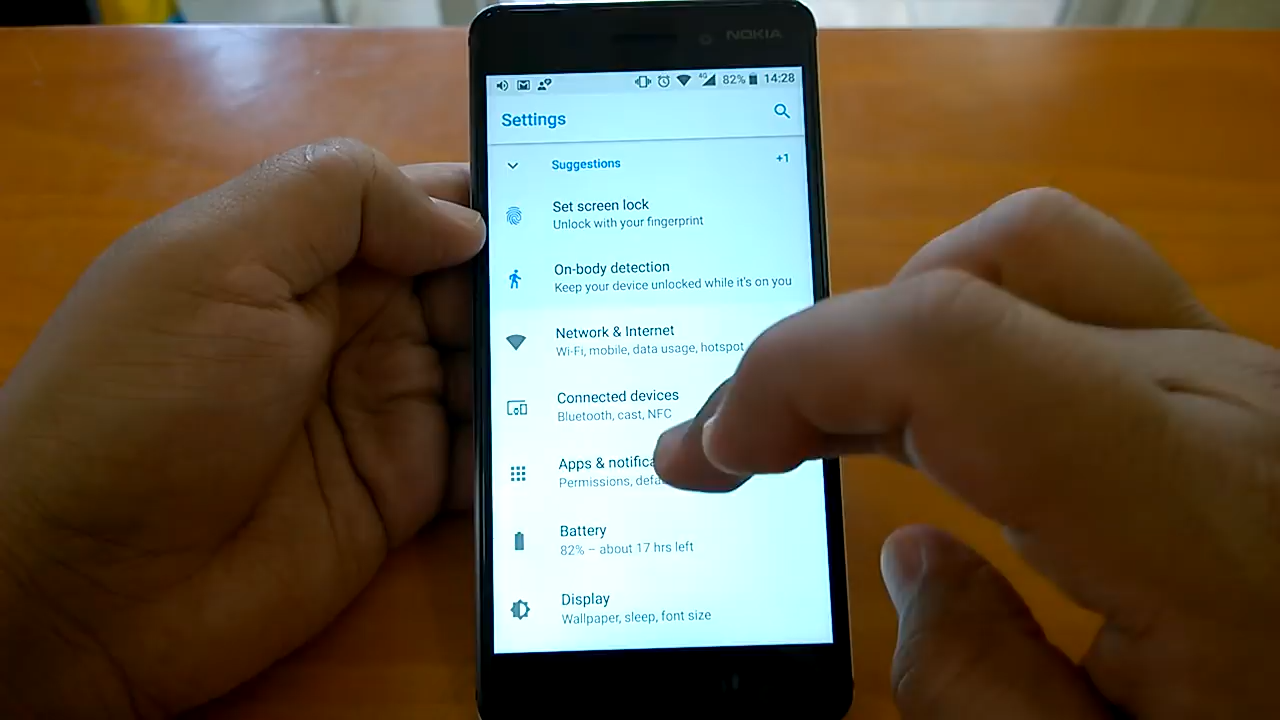 NOKIA
4G 82% 14:28
Settings
Suggestions +1
Set screen lock
Unlock with your fingerprint
On-body detection
Keep your device unlocked while it's on you
Network & Internet
Wi-Fi, mobile, data usage, hotspot
Connected devices
Bluetooth, cast, NFC
Apps & notifica
Permissions, defa
Battery
82% – about 17 hrs left
Display
Wallpaper, sleep, font size